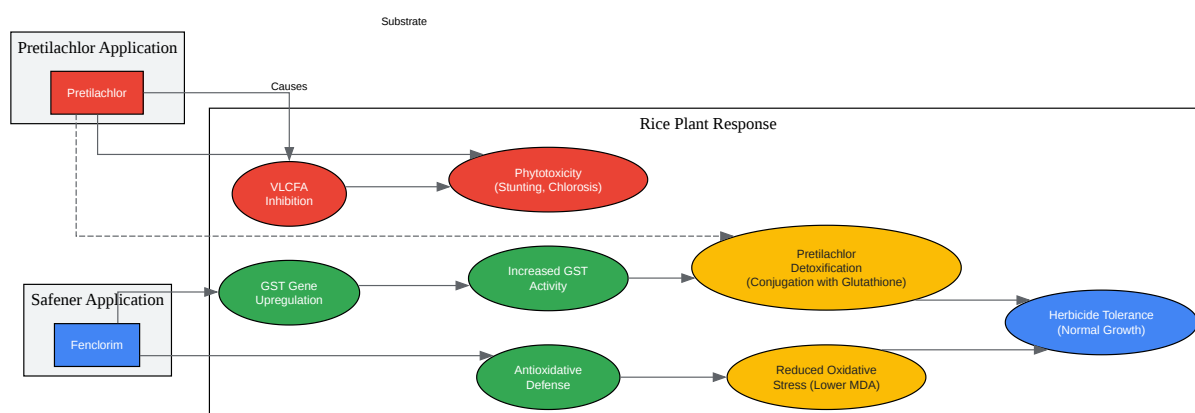 Substrate
Pretilachlor Application
Pretilachlor
Causes
Rice Plant Response
VLCFA
Inhibition
Phytotoxicity
(Stunting, Chlorosis)
Pretilachlor
Detoxification
(Conjugation with Glutathione)
GST Gene
Upregulation
Increased GST
Activity
Safener Application
Fenclorim
Herbicide Tolerance
(Normal Growth)
Antioxidative
Defense
Reduced Oxidative
Stress (Lower MDA)